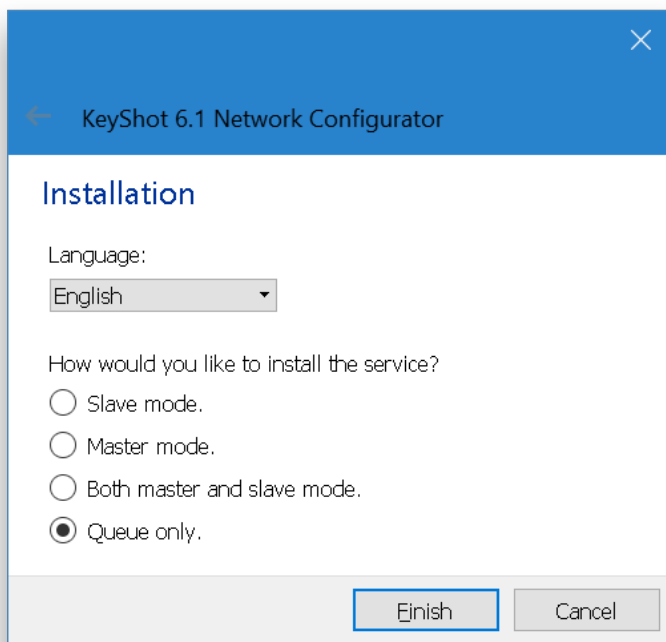 KeyShot 6.1 Network Configurator
Installation
Language:
English
How would you like to install the service?
Slave mode.
Master mode.
Both master and slave mode.
Queue only.
Finish Cancel